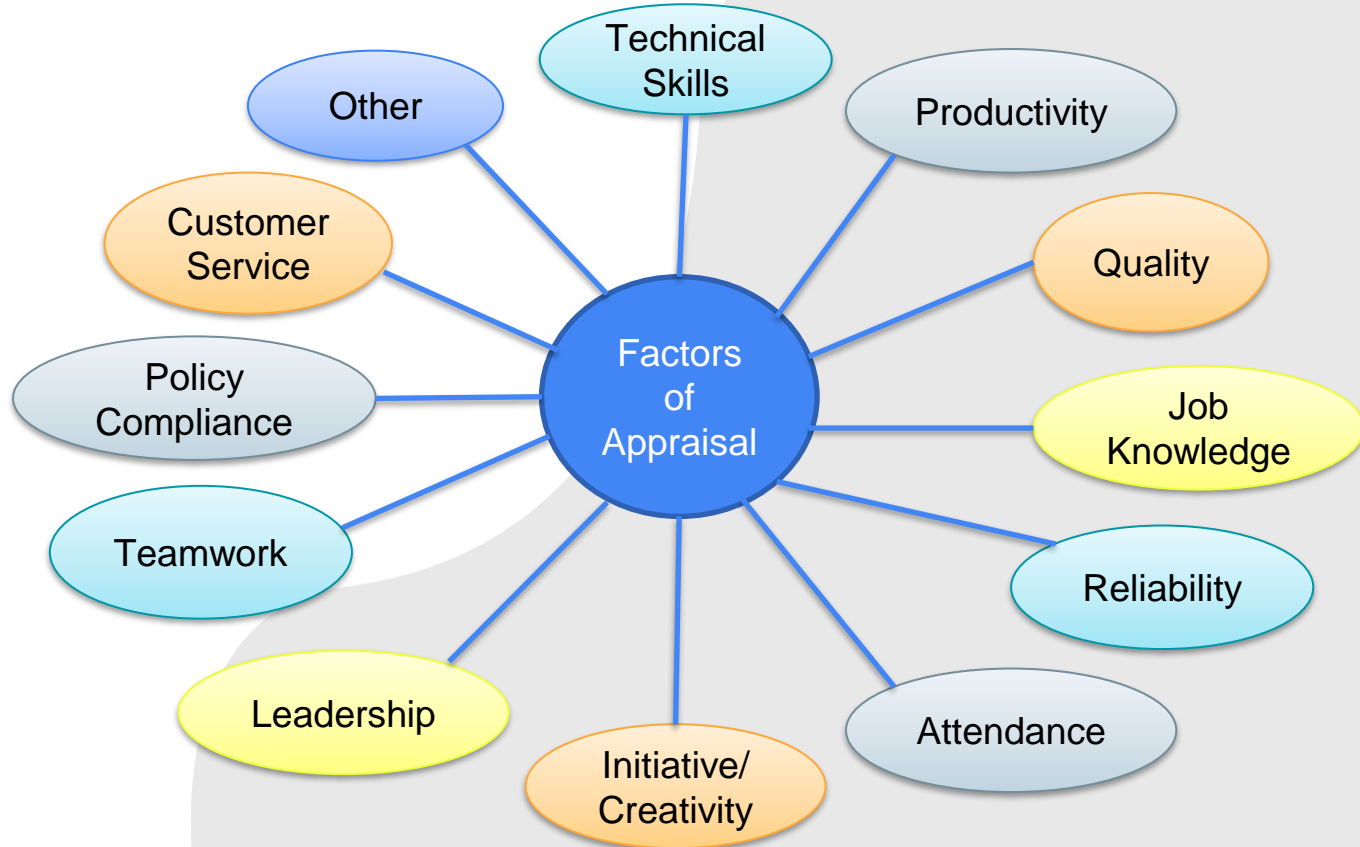 Technical
Skills
Other
Productivity
Customer
Service
Quality
Factors
of
Appraisal
Policy
Compliance
Job
Knowledge
Teamwork
Reliability
Leadership
Attendance
Initiative/
Creativity